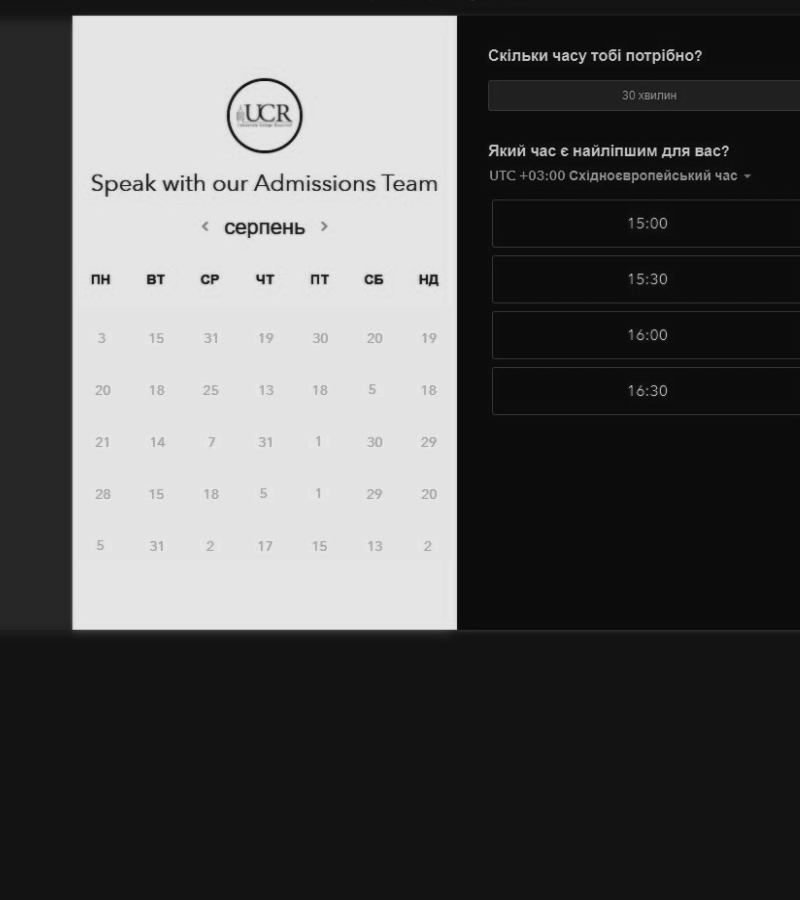 UCR
Speak with our Admissions Team
серпень
ПН ВТ СР ЧТ ПТ СБ НД
3 15 31 19 30 20 19
20 18 25 13 18 5 18
21 14 7 31 1 30 29
28 15 18 5 1 29 20
5 31 2 17 15 13 2
Скільки часу тобі потрібно?
30 хвилин
Який час є найліпшим для вас?
UTC +03:00 Східноєвропейський час
15:00
15:30
16:00
16:30